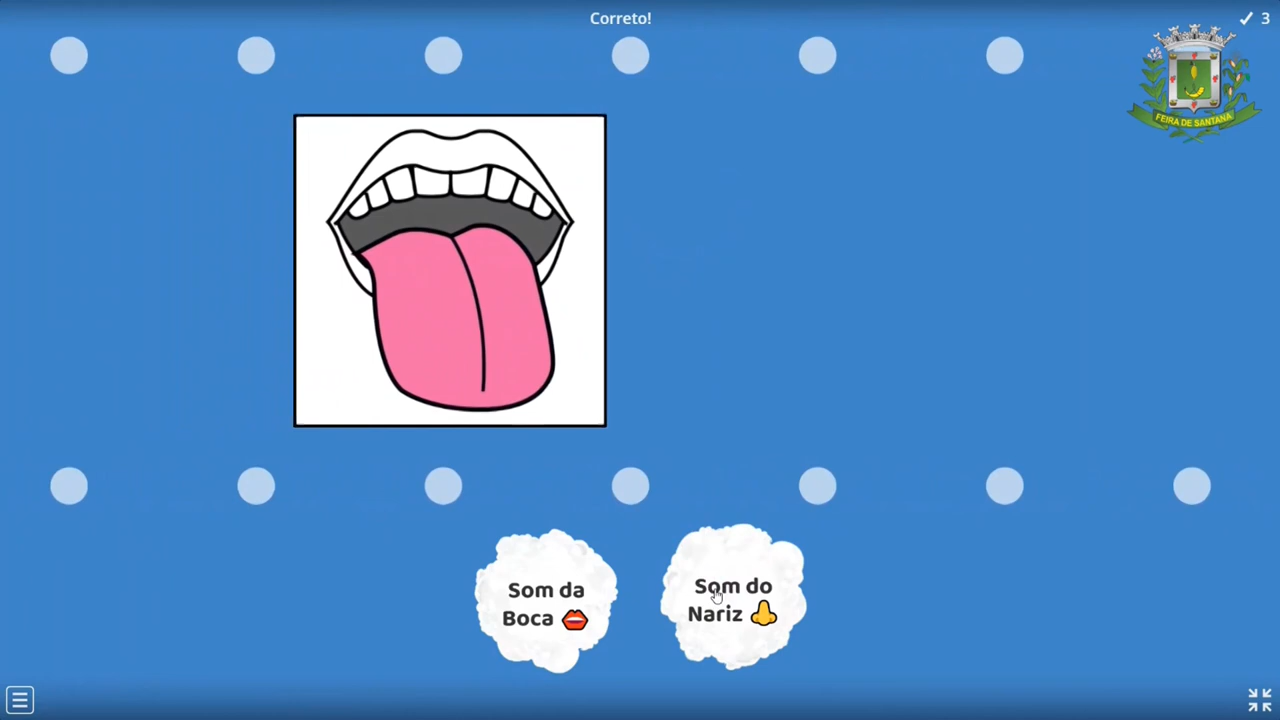 Correto!
3
FEIRA DE SANTANA
Som da
Boca
Som do
Nariz